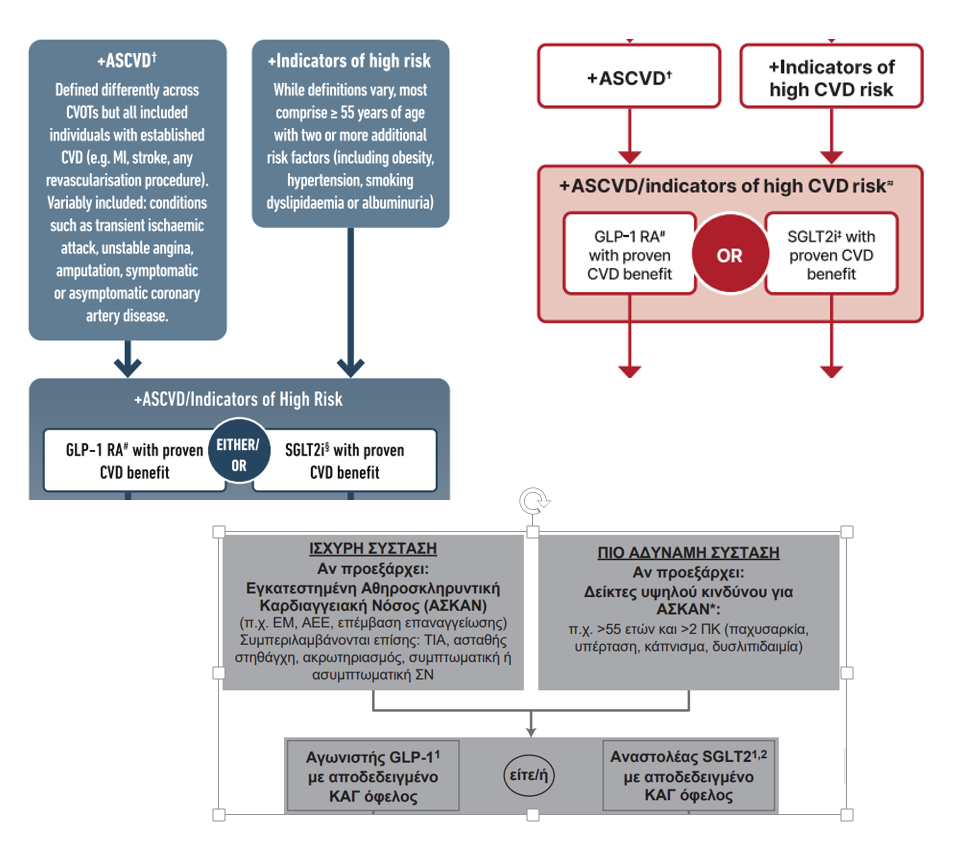 +ASCVD†
Defined differently across
CVOTs but all included
individuals with established
CVD (e.g. MI, stroke, any
revascularisation procedure).
Variably included: conditions
such as transient ischaemic
attack, unstable angina,
amputation, symptomatic
or asymptomatic coronary
artery disease.
+Indicators of high risk
While definitions vary, most
comprise ≥ 55 years of age
with two or more additional
risk factors (including obesity,
hypertension, smoking
dyslipidaemia or albuminuria)
+ASCVD/Indicators of High Risk
GLP-1 RA# with proven
CVD benefit
EITHER/
OR
SGLT2i§ with proven
CVD benefit
+ASCVD†
+Indicators of
high CVD risk
+ASCVD/indicators of high CVD risk≈
GLP-1 RA#
with proven
CVD benefit
OR
SGLT2i‡ with
proven CVD
benefit
ΙΣΧΥΡΗ ΣΥΣΤΑΣΗ
Αν προεξάρχει:
Εγκατεστημένη Αθηροσκληρυντική
Καρδιαγγειακή Νόσος (ΑΣΚΑΝ)
(π.χ. ΕΜ, ΑΕΕ, επέμβαση επαναγγείωσης)
Συμπεριλαμβάνονται επίσης: ΤΙΑ, ασταθής
στηθάγχη, ακρωτηριασμός, συμπτωματική ή
ασυμπτωματική ΣΝ
ΠΙΟ ΑΔΥΝΑΜΗ ΣΥΣΤΑΣΗ
Αν προεξάρχει:
Δείκτες υψηλού κινδύνου για
ΑΣΚΑΝ*:
π.χ. >55 ετών και >2 ΠΚ (παχυσαρκία,
υπέρταση, κάπνισμα, δυσλιπιδαιμία)
Αγωνιστής GLP-1¹
με αποδεδειγμένο
ΚΑΓ όφελος
είτε/ή
Αναστολέας SGLT2¹,²
με αποδεδειγμένο
ΚΑΓ όφελος